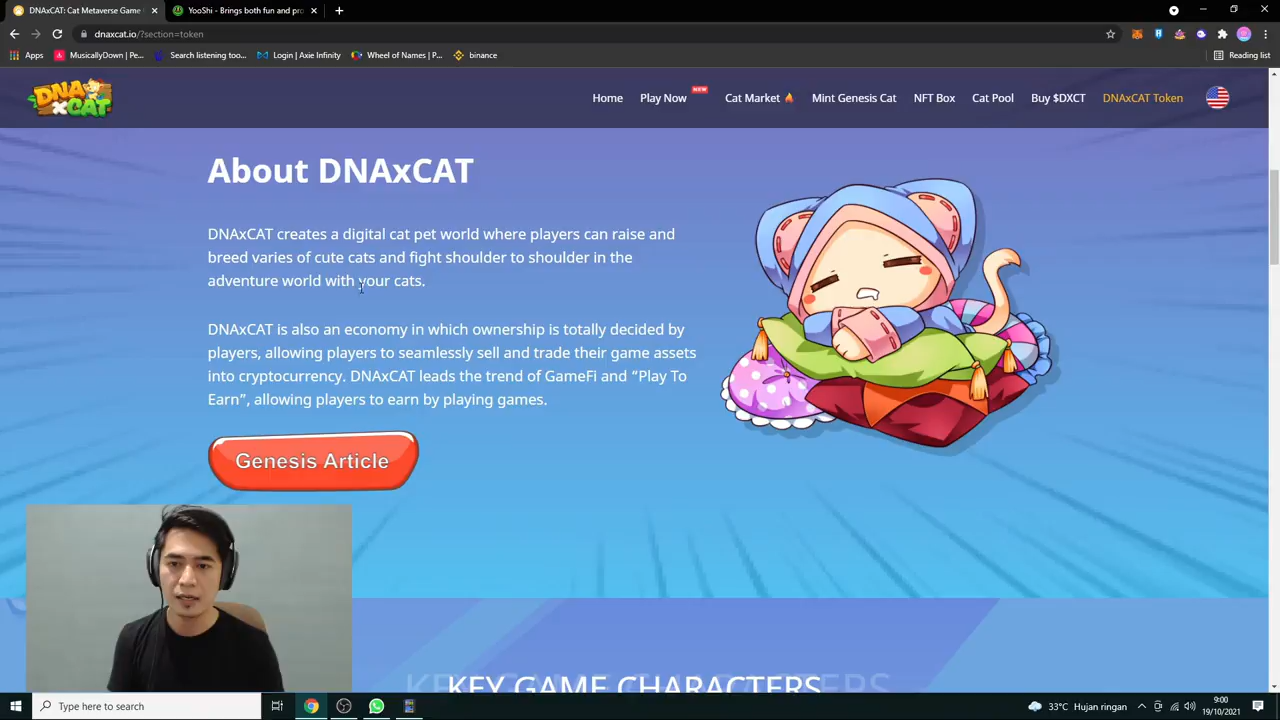 DNAxCAT: Cat Metaverse Game
YooShi - Brings both fun and pro
dnaxcat.io/?section=token
Apps
MusicallyDown | Pe...
Search listening too...
Login | Axie Infinity
Wheel of Names | P...
binance
Reading list
DNA
xCAT
Home
Play Now
NEW
Cat Market
Mint Genesis Cat
NFT Box
Cat Pool
Buy $DXCT
DNAxCAT Token
About DNAxCAT
DNAxCAT creates a digital cat pet world where players can raise and
breed varies of cute cats and fight shoulder to shoulder in the
adventure world with your cats.
DNAxCAT is also an economy in which ownership is totally decided by
players, allowing players to seamlessly sell and trade their game assets
into cryptocurrency. DNAxCAT leads the trend of GameFi and “Play To
Earn”, allowing players to earn by playing games.
Genesis Article
KEY GAME CHARACTERS
Type here to search
33°C Hujan ringan
9:00
19/10/2021